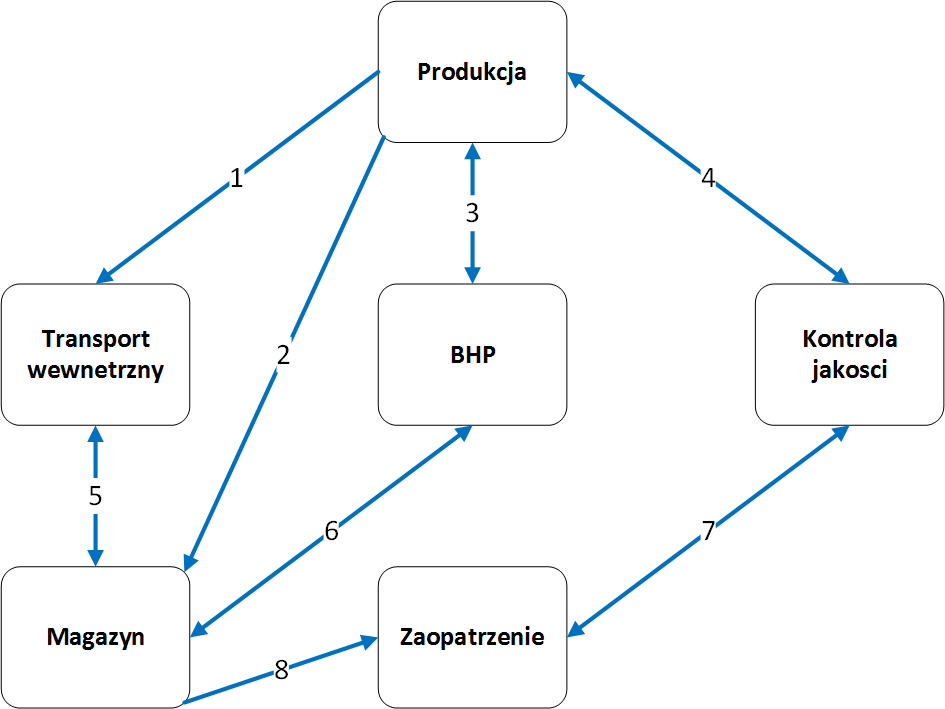 Produkcja
1
4
3
Transport
wewnetrzny
2
BHP
Kontrola
jakosci
5
6
7
Magazyn
8
Zaopatrzenie